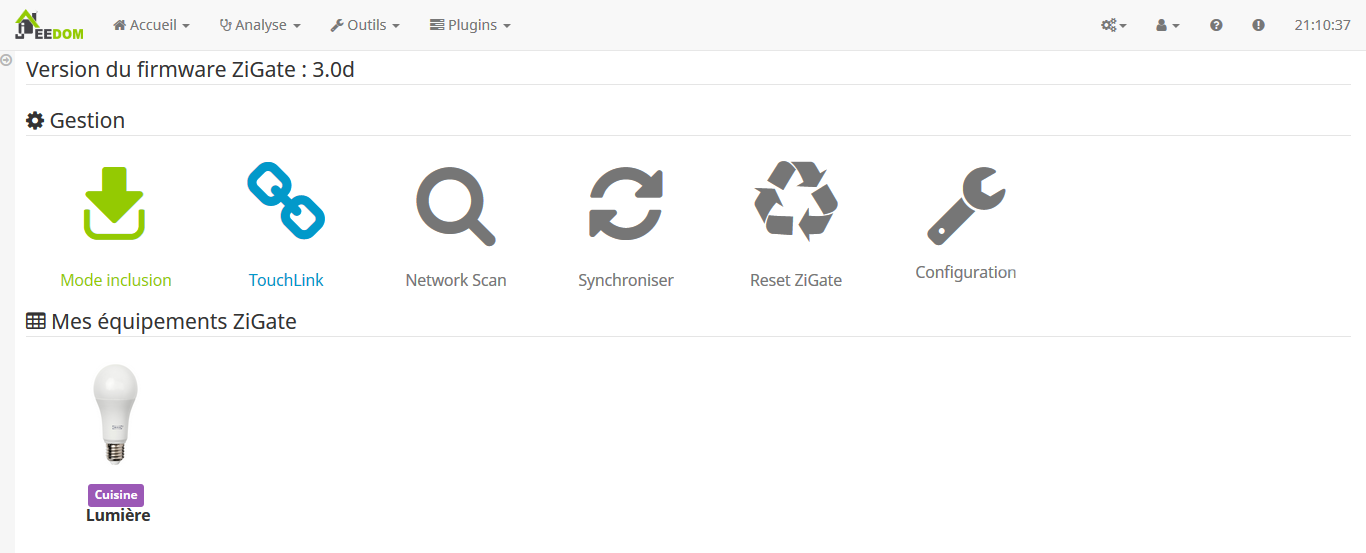 JEEDOM Accueil Analyse Outils Plugins 21:10:37
Version du firmware ZiGate : 3.0d
Gestion
Mode inclusion TouchLink Network Scan Synchroniser Reset ZiGate Configuration
Mes équipements ZiGate
Cuisine
Lumière